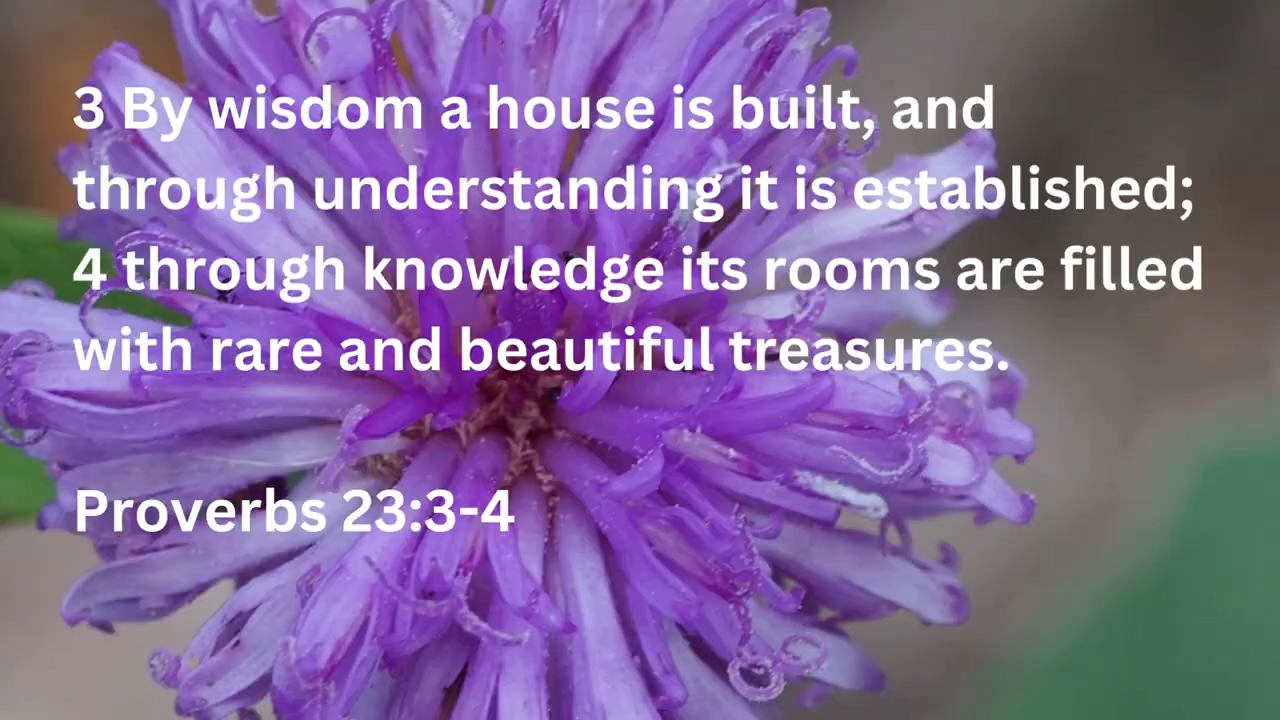 3 By wisdom a house is built, and
through understanding it is established;
4 through knowledge its rooms are filled
with rare and beautiful treasures.
Proverbs 23:3-4